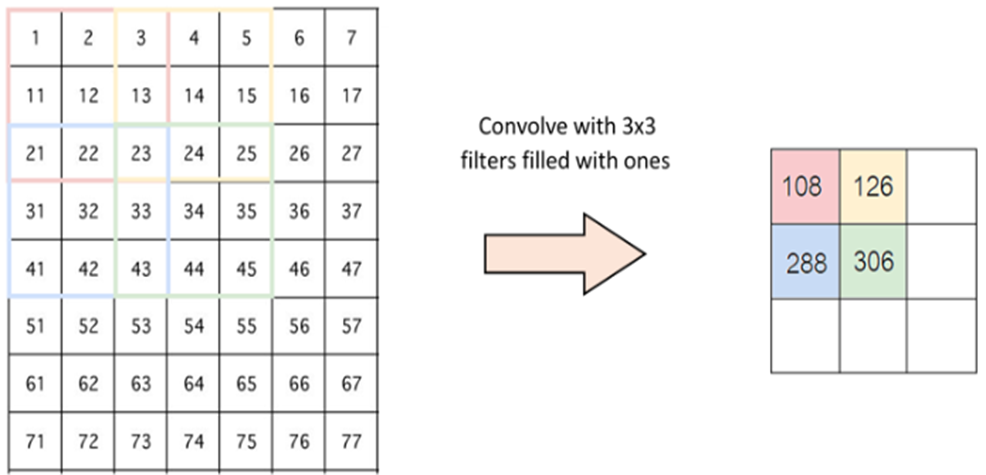 1 2 3 4 5 6 7
11 12 13 14 15 16 17
21 22 23 24 25 26 27
31 32 33 34 35 36 37
41 42 43 44 45 46 47
51 52 53 54 55 56 57
61 62 63 64 65 66 67
71 72 73 74 75 76 77
Convolve with 3x3
filters filled with ones
108 126
288 306